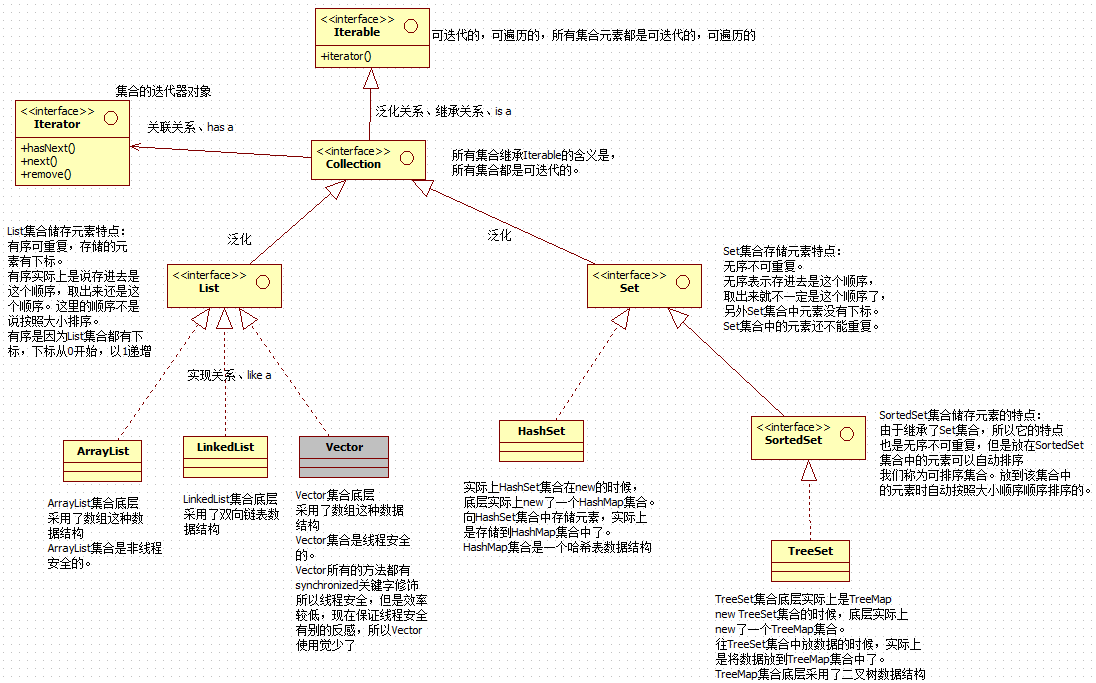 <<interface>>
Iterable
+iterator()
可迭代的，可遍历的，所有集合元素都是可迭代的，可遍历的
集合的迭代器对象
<<interface>>
Iterator
+hasNext()
+next()
+remove()
关联关系、has a
泛化关系、继承关系、is a
<<interface>>
Collection
所有集合继承Iterable的含义是，
所有集合都是可迭代的。
List集合储存元素特点：
有序可重复，存储的元
素有下标。
有序实际上是说存进去是
这个顺序，取出来还是这
个顺序。这里的顺序不是
说按照大小排序。
有序是因为List集合都有下
标，下标从0开始，以1递增
泛化
泛化
<<interface>>
List
<<interface>>
Set
Set集合存储元素特点：
无序不可重复。
无序表示存进去是这个顺序，
取出来就不一定是这个顺序了，
另外Set集合中元素没有下标。
Set集合中的元素还不能重复。
实现关系、like a
ArrayList
LinkedList
Vector
HashSet
<<interface>>
SortedSet
SortedSet集合储存元素的特点：
由于继承了Set集合，所以它的特点
也是无序不可重复，但是放在SortedSet
集合中的元素可以自动排序
我们称为可排序集合。放到该集合中
的元素时自动按照大小顺序顺序排的。
ArrayList集合底层
采用了数组这种数
据结构
ArrayList集合是非线程
安全的。
LinkedList集合底层
采用了双向链表数
据结构
Vector集合底层
采用了数组这种数据
结构
Vector集合是线程安全
的。
Vector所有的方法都有
synchronized关键字修饰
所以线程安全，但是效率
较低，现在保证线程安全
有别的反感，所以Vector
使用觉少了
实际上HashSet集合在new的时候，
底层实际上new了一个HashMap集合。
向HashSet集合中存储元素，实际上
是存储到HashMap集合中了。
HashMap集合是一个哈希表数据结构
TreeSet
TreeSet集合底层实际上是TreeMap
new TreeSet集合的时候，底层实际上
new了一个TreeMap集合。
往TreeSet集合中放数据的时候，实际上
是将数据放到TreeMap集合中了。
TreeMap集合底层采用了二叉树数据结构